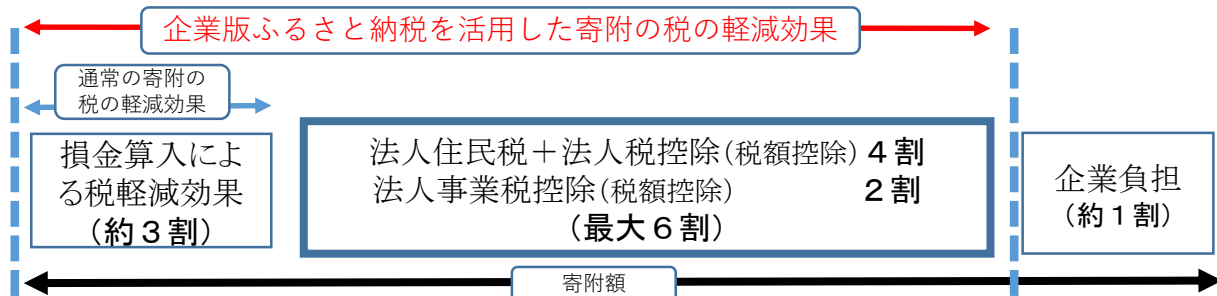 企業版ふるさと納税を活用した寄附の税の軽減効果
通常の寄附の
税の軽減効果
損金算入によ
る税軽減効果
（約３割）
法人住民税＋法人税控除(税額控除) ４割
法人事業税控除(税額控除) ２割
（最大６割）
企業負担
（約１割）
寄附額